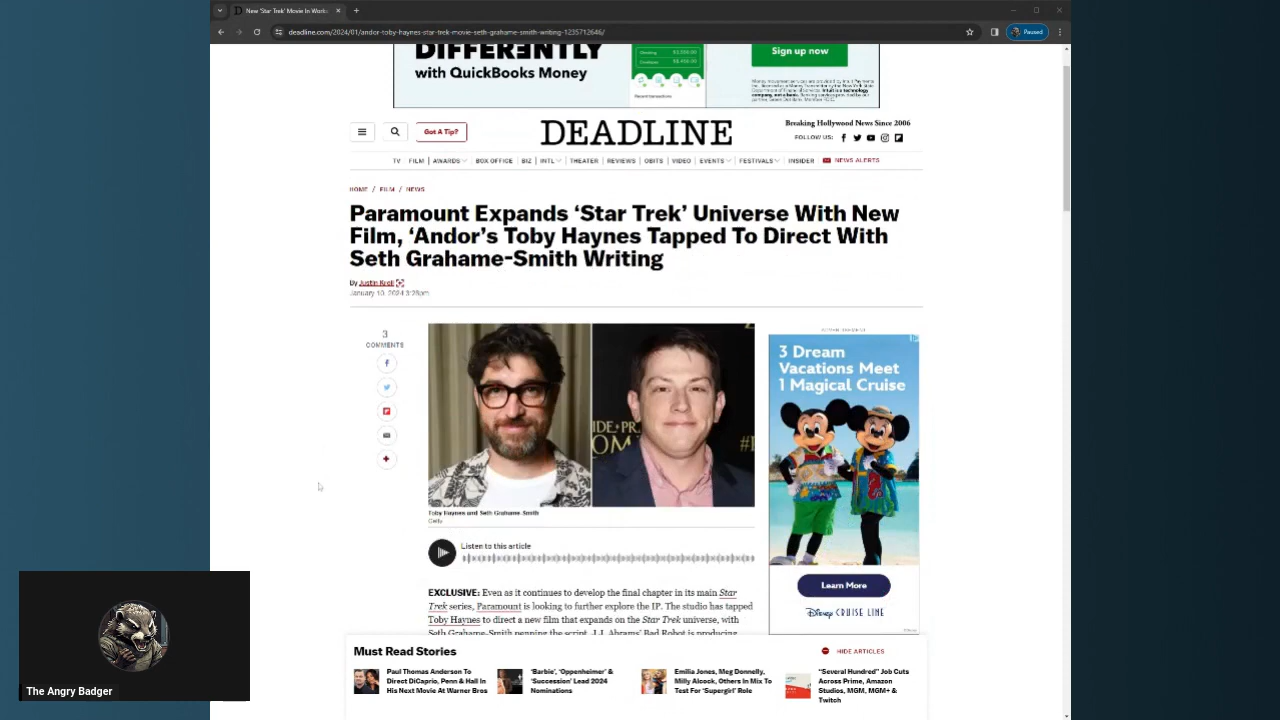 New 'Star Trek' Movie In Works
deadline.com/2024/01/andor-toby-haynes-star-trek-movie-seth-grahame-smith-writing-1235712646/
Paused
DIFFERENTLY
with QuickBooks Money
Sign up now
Recent transactions
Got A Tip?
DEADLINE
Breaking Hollywood News Since 2006
FOLLOW US:
TV FILM AWARDS BOX OFFICE BIZ INTL THEATER REVIEWS OBITS VIDEO EVENTS FESTIVALS INSIDER NEWS ALERTS
HOME / FILM / NEWS
Paramount Expands 'Star Trek' Universe With New
Film, 'Andor's Toby Haynes Tapped To Direct With
Seth Grahame-Smith Writing
By Justin Kroll
January 10, 2024 3:28pm
3
COMMENTS
ADVERTISEMENT
3 Dream
Vacations Meet
1 Magical Cruise
Toby Haynes and Seth Grahame-Smith
Getty
Listen to this article
Learn More
Disney CRUISE LINE
EXCLUSIVE: Even as it continues to develop the final chapter in its main Star
Trek series, Paramount is looking to further explore the IP. The studio has tapped
Toby Haynes to direct a new film that expands on the Star Trek universe, with
Seth Grahame-Smith penning the script. J.J. Abrams' Bad Robot is producing
Must Read Stories
HIDE ARTICLES
Paul Thomas Anderson To
Direct DiCaprio, Penn & Hall In
His Next Movie At Warner Bros
'Barbie', 'Oppenheimer' &
'Succession' Lead 2024
Nominations
Emilia Jones, Meg Donnelly,
Milly Alcock, Others In Mix To
Test For 'Supergirl' Role
"Several Hundred" Job Cuts
Across Prime, Amazon
Studios, MGM, MGM+ &
Twitch
The Angry Badger